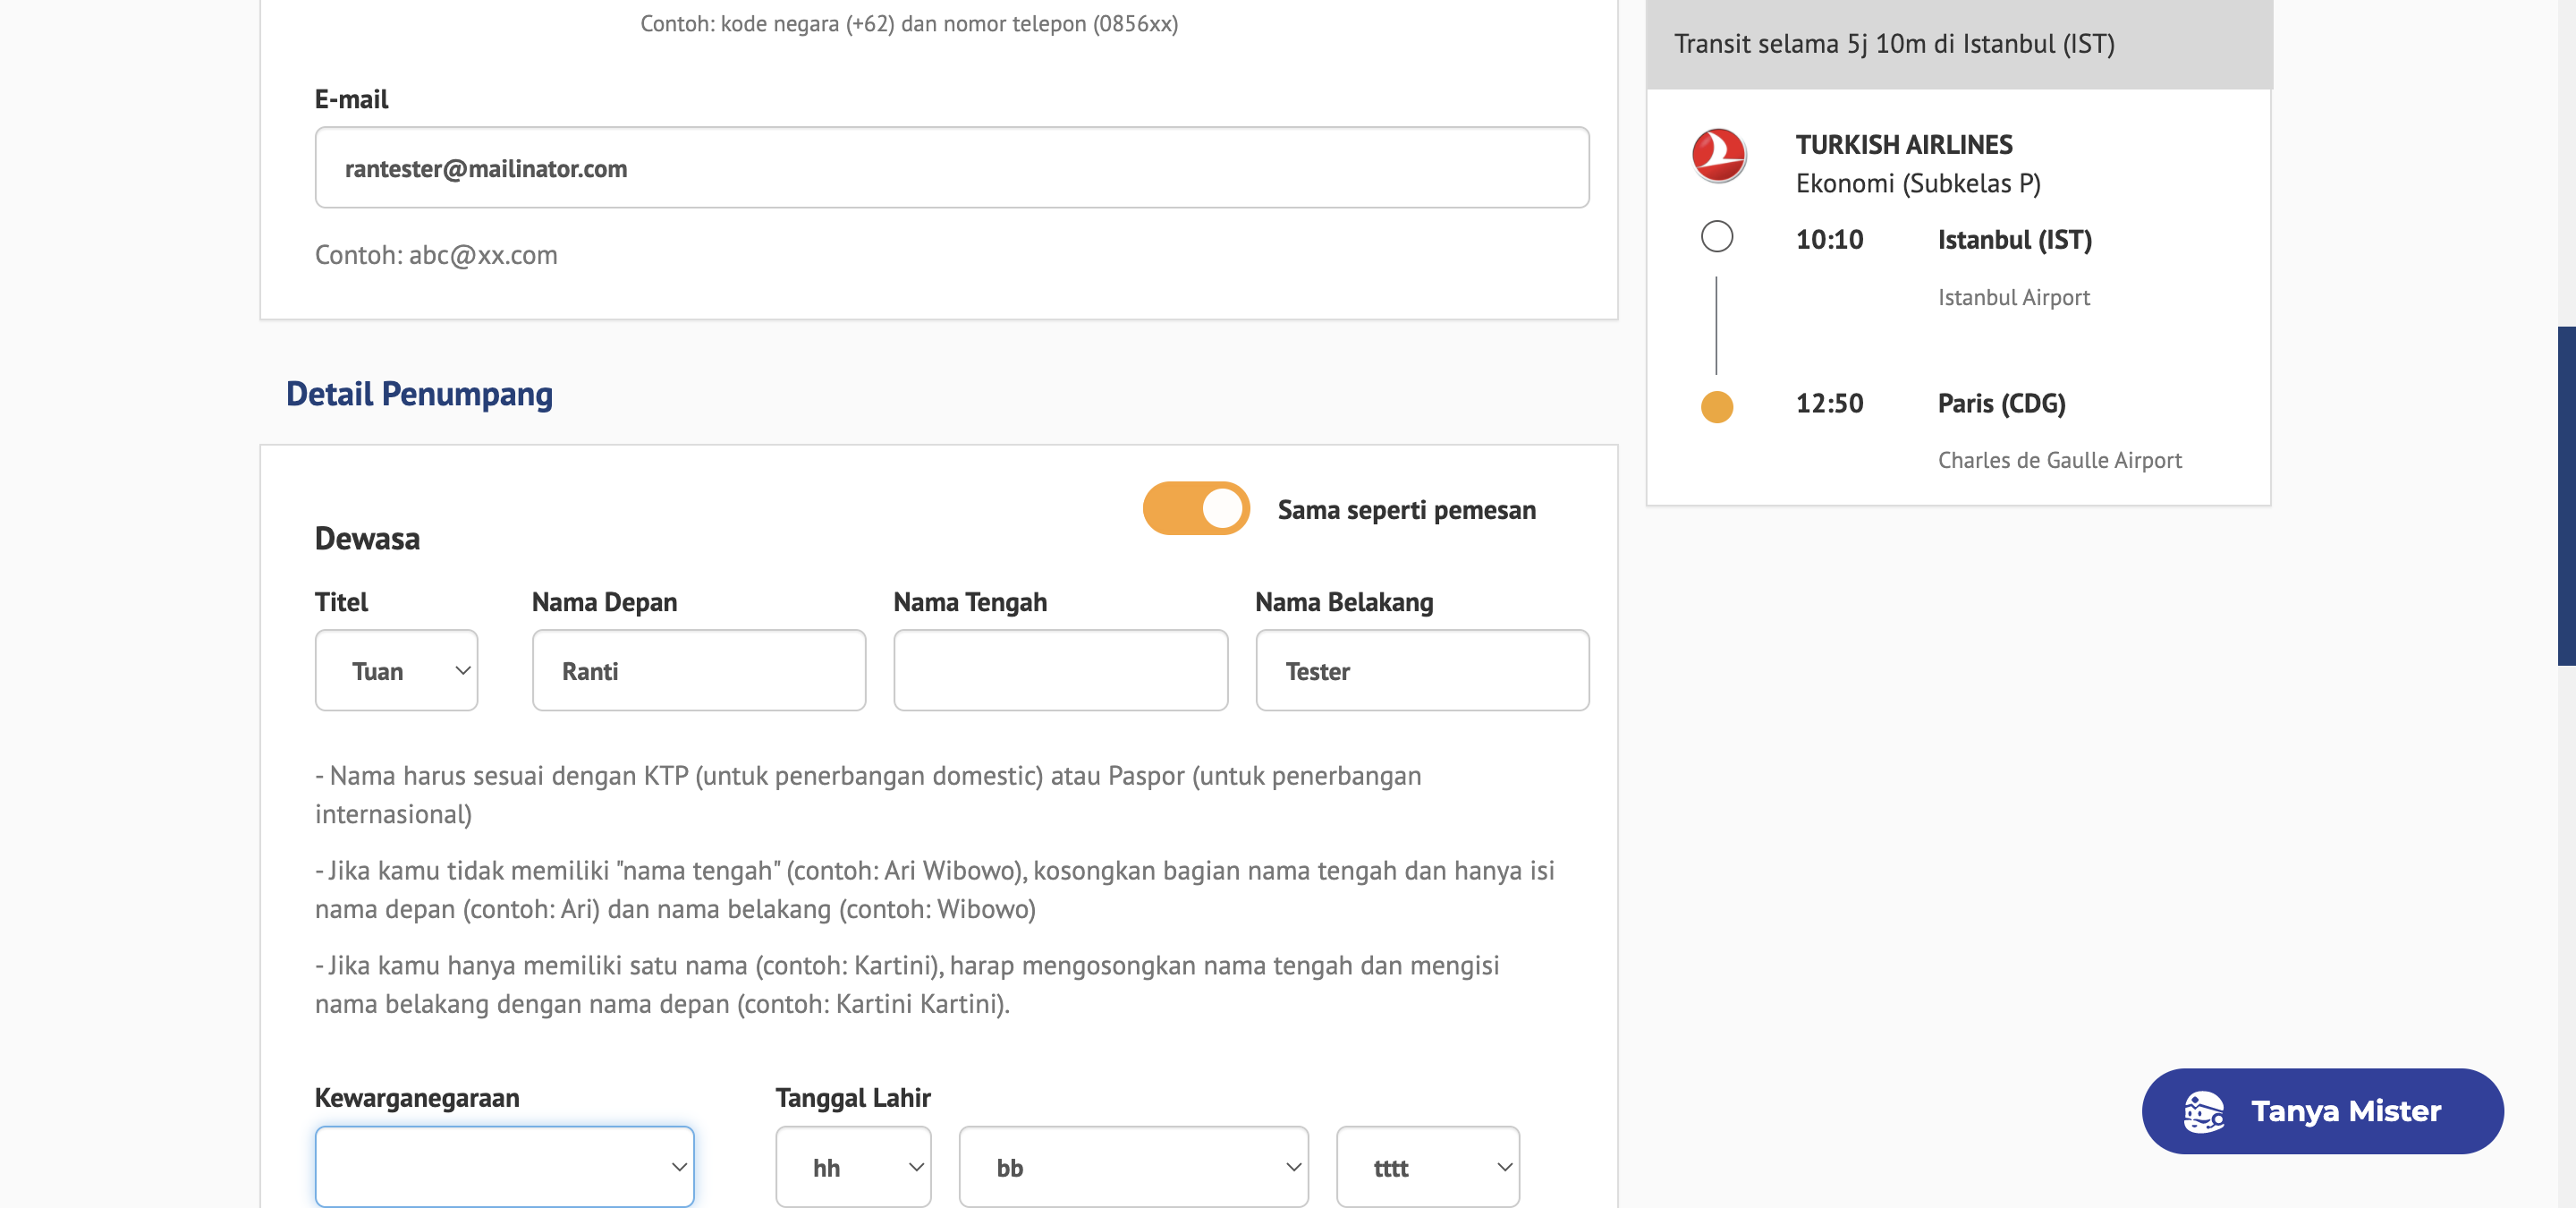 Contoh: kode negara (+62) dan nomor telepon (0856xx)
E-mail
rantester@mailinator.com
Contoh: abc@xx.com
Detail Penumpang
Sama seperti pemesan
Dewasa
Titel
Nama Depan
Nama Tengah
Nama Belakang
Tuan
Ranti
Tester
- Nama harus sesuai dengan KTP (untuk penerbangan domestic) atau Paspor (untuk penerbangan
internasional)
- Jika kamu tidak memiliki "nama tengah" (contoh: Ari Wibowo), kosongkan bagian nama tengah dan hanya isi
nama depan (contoh: Ari) dan nama belakang (contoh: Wibowo)
- Jika kamu hanya memiliki satu nama (contoh: Kartini), harap mengosongkan nama tengah dan mengisi
nama belakang dengan nama depan (contoh: Kartini Kartini).
Kewarganegaraan
Tanggal Lahir
hh
bb
tttt
Transit selama 5j 10m di Istanbul (IST)
TURKISH AIRLINES
Ekonomi (Subkelas P)
10:10
Istanbul (IST)
Istanbul Airport
12:50
Paris (CDG)
Charles de Gaulle Airport
Tanya Mister